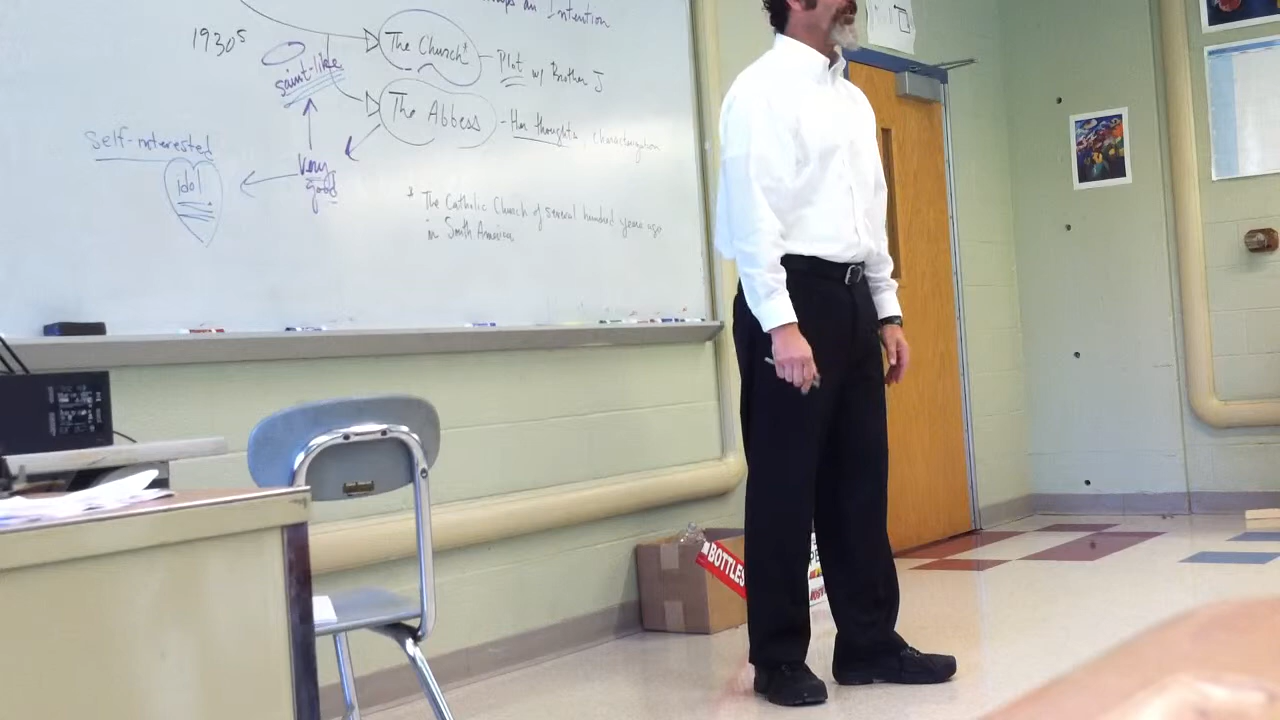 an Intention
1930s
The Church*
- Plot w/ Brother J
saint-like
The Abbess
- Her thoughts, characterization
Self-interested
idol
very
good
* The Catholic Church of several hundred years ago
in South America
BOTTLES